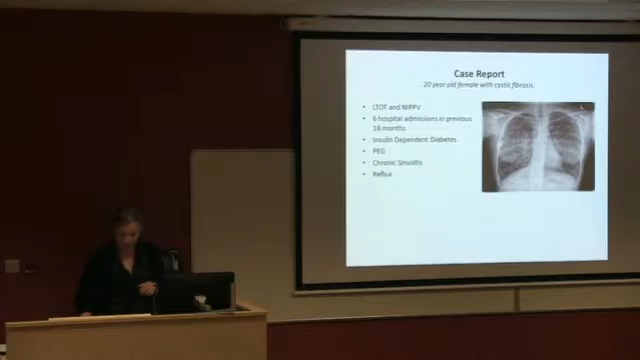 Case Report
20 year old female with cystic fibrosis.
• LTOT and NIPPV
• 6 hospital admissions in previous
18 months
• Insulin Dependent Diabetes
• PEG
• Chronic Sinusitis
• Reflux